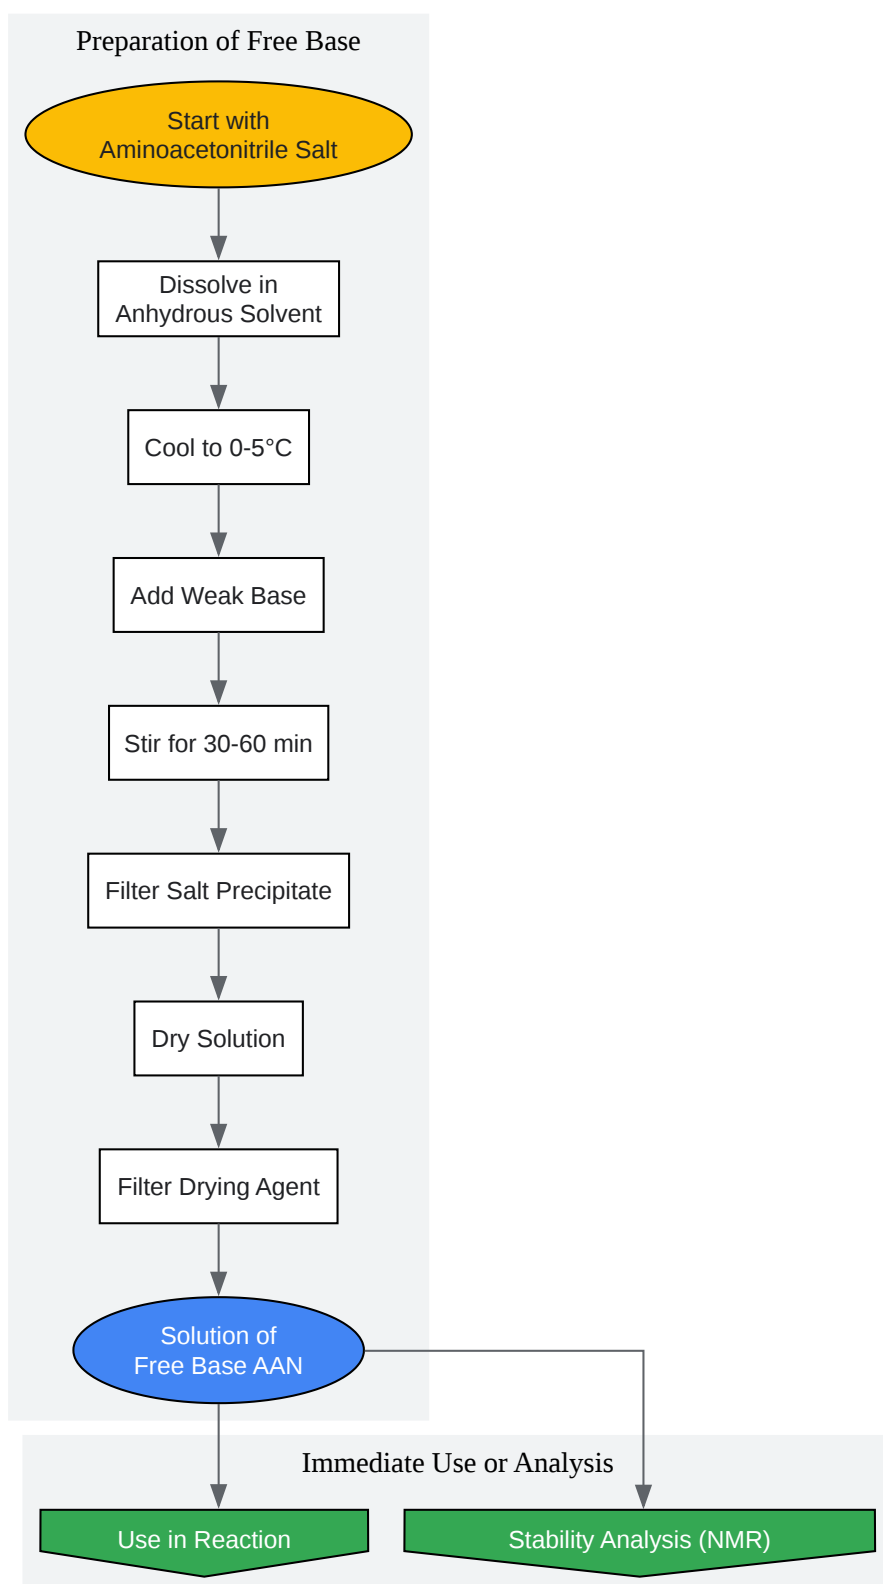 Preparation of Free Base
Start with
Aminoacetonitrile Salt
Dissolve in
Anhydrous Solvent
Cool to 0-5°C
Add Weak Base
Stir for 30-60 min
Filter Salt Precipitate
Dry Solution
Filter Drying Agent
Solution of
Free Base AAN
Immediate Use or Analysis
Use in Reaction
Stability Analysis (NMR)